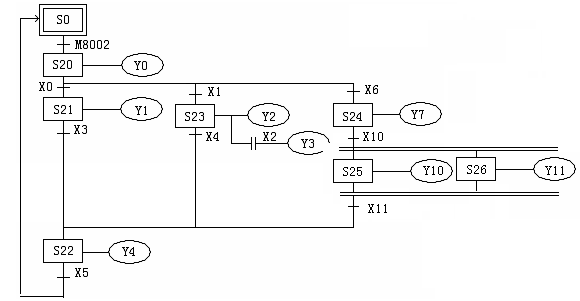 S0
M8002
S20 Y0
X0 X1 X6
S21 Y1 S23 Y2 S24 Y7
X3 X4 X2 Y3 X10
S25 Y10 S26 Y11
X11
S22 Y4
X5